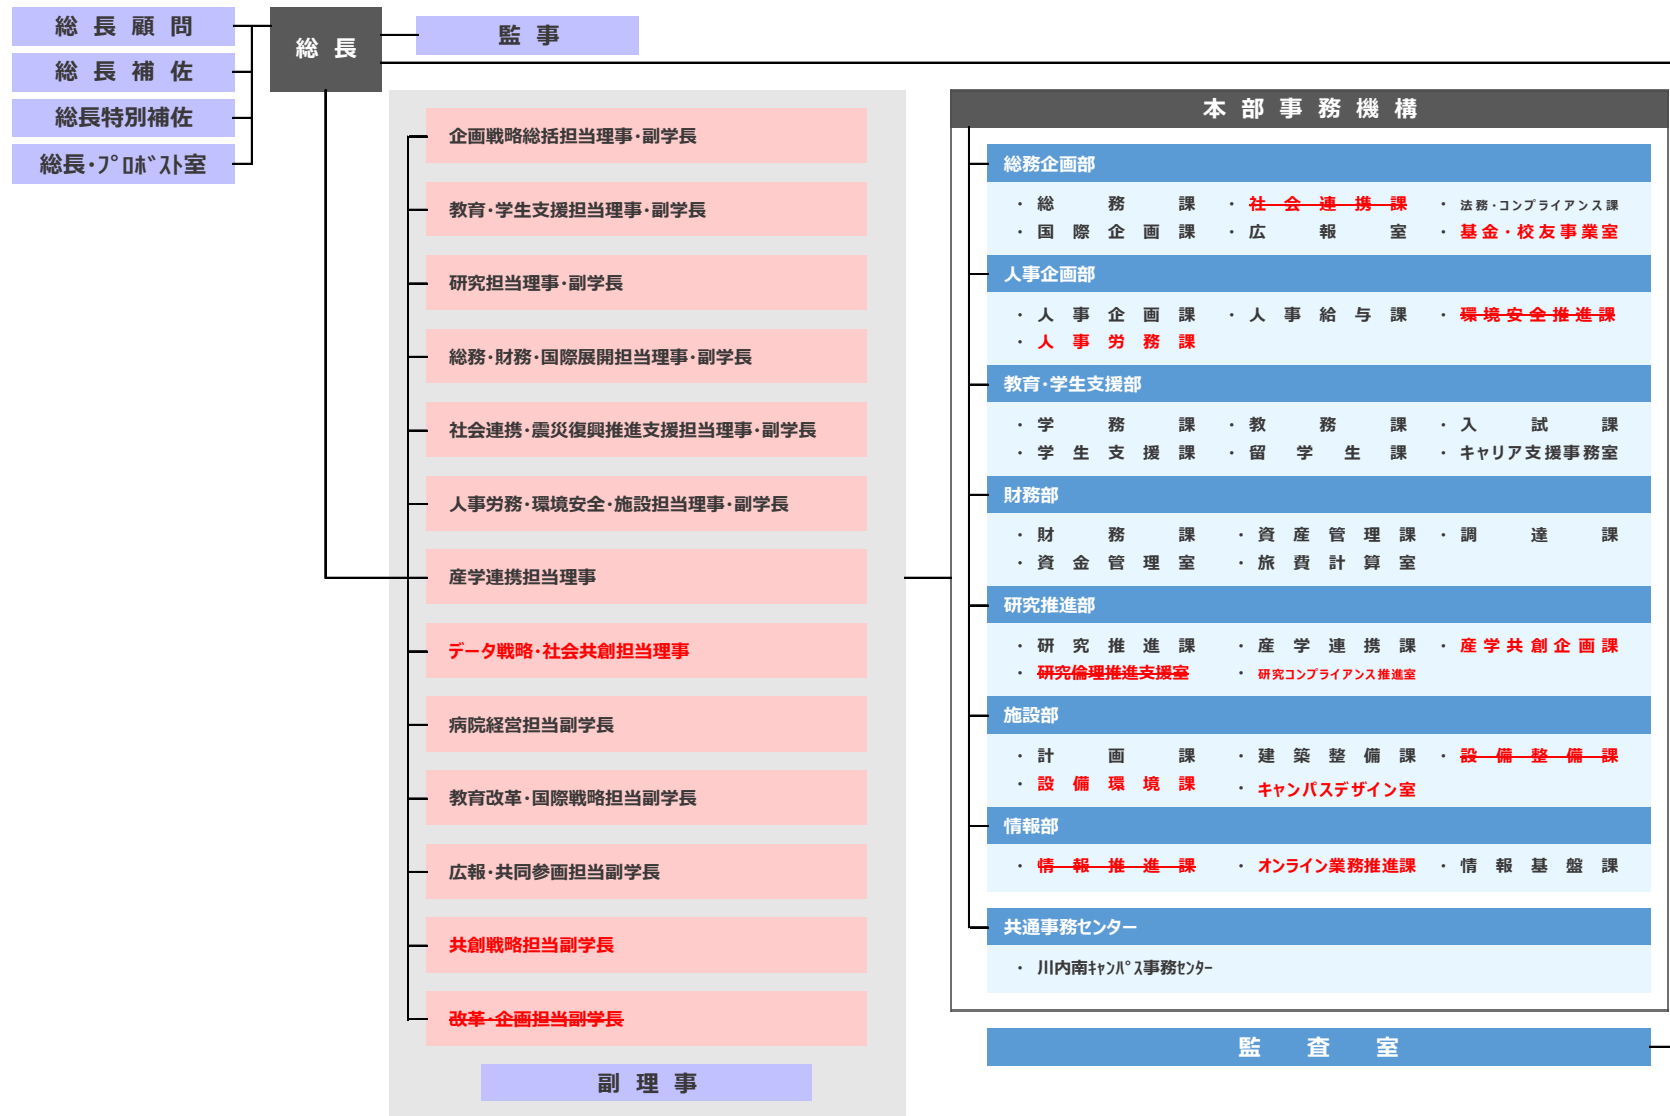 総長顧問
総長補佐
総長特別補佐
総長・ﾌﾟﾛﾎﾞｽﾄ室
総長
監事
企画戦略総括担当理事・副学長
教育・学生支援担当理事・副学長
研究担当理事・副学長
総務・財務・国際展開担当理事・副学長
社会連携・震災復興推進支援担当理事・副学長
人事労務・環境安全・施設担当理事・副学長
産学連携担当理事
データ戦略・社会共創担当理事
病院経営担当副学長
教育改革・国際戦略担当副学長
広報・共同参画担当副学長
共創戦略担当副学長
改革・企画担当副学長
副理事
本部事務機構
総務企画部
・総務課 ・社会連携課 ・法務・コンプライアンス課
・国際企画課 ・広報室 ・基金・校友事業室
人事企画部
・人事企画課 ・人事給与課 ・環境安全推進課
・人事労務課
教育・学生支援部
・学務課 ・教務課 ・入試課
・学生支援課 ・留学生課 ・キャリア支援事務室
財務部
・財務課 ・資産管理課 ・調達課
・資金管理室 ・旅費計算室
研究推進部
・研究推進課 ・産学連携課 ・産学共創企画課
・研究倫理推進支援室 ・研究コンプライアンス推進室
施設部
・計画課 ・建築整備課 ・設備整備課
・設備環境課 ・キャンパスデザイン室
情報部
・情報推進課 ・オンライン業務推進課 ・情報基盤課
共通事務センター
・川内南ｷｬﾝﾊﾟｽ事務ｾﾝﾀｰ
監査室